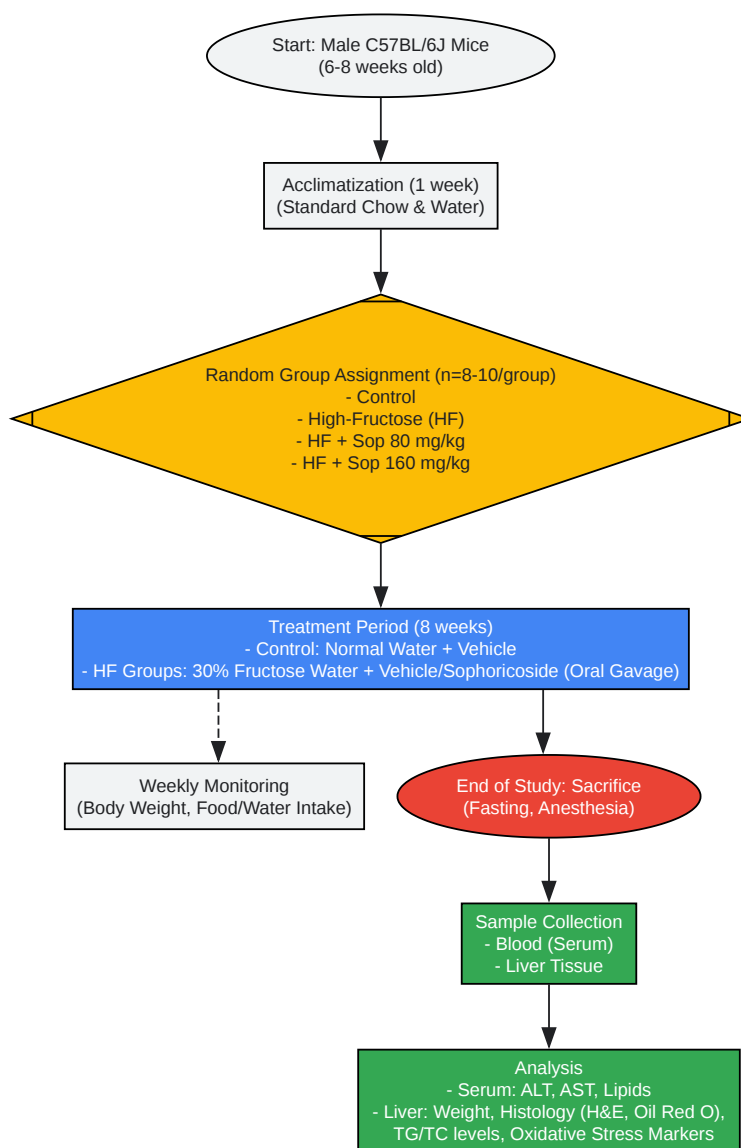 Start: Male C57BL/6J Mice
(6-8 weeks old)
Acclimatization (1 week)
(Standard Chow & Water)
Random Group Assignment (n=8-10/group)
- Control
- High-Fructose (HF)
- HF + Sop 80 mg/kg
- HF + Sop 160 mg/kg
Treatment Period (8 weeks)
- Control: Normal Water + Vehicle
- HF Groups: 30% Fructose Water + Vehicle/Sophoricoside (Oral Gavage)
Weekly Monitoring
(Body Weight, Food/Water Intake)
End of Study: Sacrifice
(Fasting, Anesthesia)
Sample Collection
- Blood (Serum)
- Liver Tissue
Analysis
- Serum: ALT, AST, Lipids
- Liver: Weight, Histology (H&E, Oil Red O),
TG/TC levels, Oxidative Stress Markers